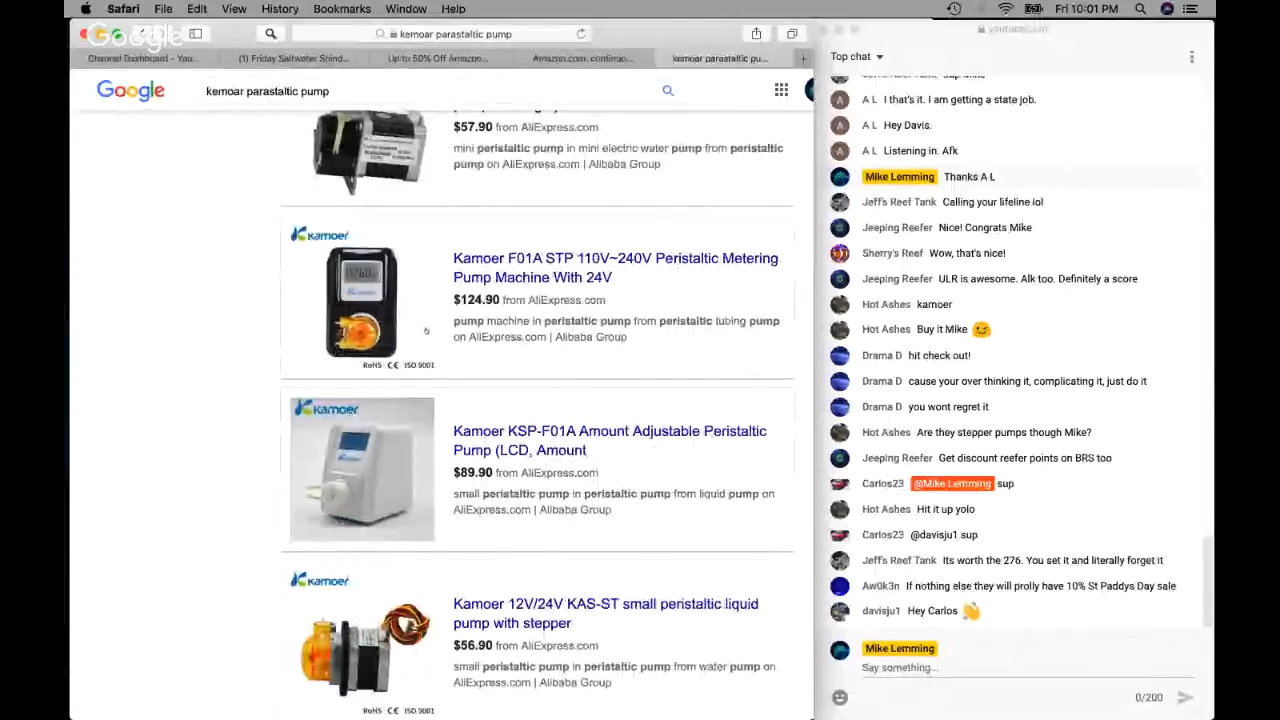 Safari File Edit View History Bookmarks Window Help
Fri 10:01 PM
Google
kemoar parastaltic pump
youtube.com
Channel Dashboard - You...
(1) Friday Saltwater Shind...
Up to 50% Off Amazon...
Amazon.com. continuo...
kemoar parastaltic pu...
Google
kemoar parastaltic pump
$57.90 from AliExpress.com
mini peristaltic pump in mini electric water pump from peristaltic
pump on AliExpress.com | Alibaba Group
Kamoer
Kamoer F01A STP 110V~240V Peristaltic Metering
Pump Machine With 24V
$124.90 from AliExpress.com
pump machine in peristaltic pump from peristaltic tubing pump
on AliExpress.com | Alibaba Group
RoHS CE ISO 9001
Kamoer
Kamoer KSP-F01A Amount Adjustable Peristaltic
Pump (LCD, Amount
$89.90 from AliExpress.com
small peristaltic pump in peristaltic pump from liquid pump on
AliExpress.com | Alibaba Group
Kamoer
Kamoer 12V/24V KAS-ST small peristaltic liquid
pump with stepper
$56.90 from AliExpress.com
small peristaltic pump in peristaltic pump from water pump on
AliExpress.com | Alibaba Group
RoHS CE ISO 9001
Top chat
A L I that's it. I am getting a state job.
A L Hey Davis.
A L Listening in. Afk
Mike Lemming Thanks A L
Jeff's Reef Tank Calling your lifeline lol
Jeeping Reefer Nice! Congrats Mike
Sherry's Reef Wow, that's nice!
Jeeping Reefer ULR is awesome. Alk too. Definitely a score
Hot Ashes kamoer
Hot Ashes Buy it Mike 😉
Drama D hit check out!
Drama D cause your over thinking it, complicating it, just do it
Drama D you wont regret it
Hot Ashes Are they stepper pumps though Mike?
Jeeping Reefer Get discount reefer points on BRS too
Carlos23 @Mike Lemming sup
Hot Ashes Hit it up yolo
Carlos23 @davisju1 sup
Jeff's Reef Tank Its worth the 276. You set it and literally forget it
Aw0k3n If nothing else they will prolly have 10% St Paddys Day sale
davisju1 Hey Carlos 👋
Mike Lemming
Say something...
0/200